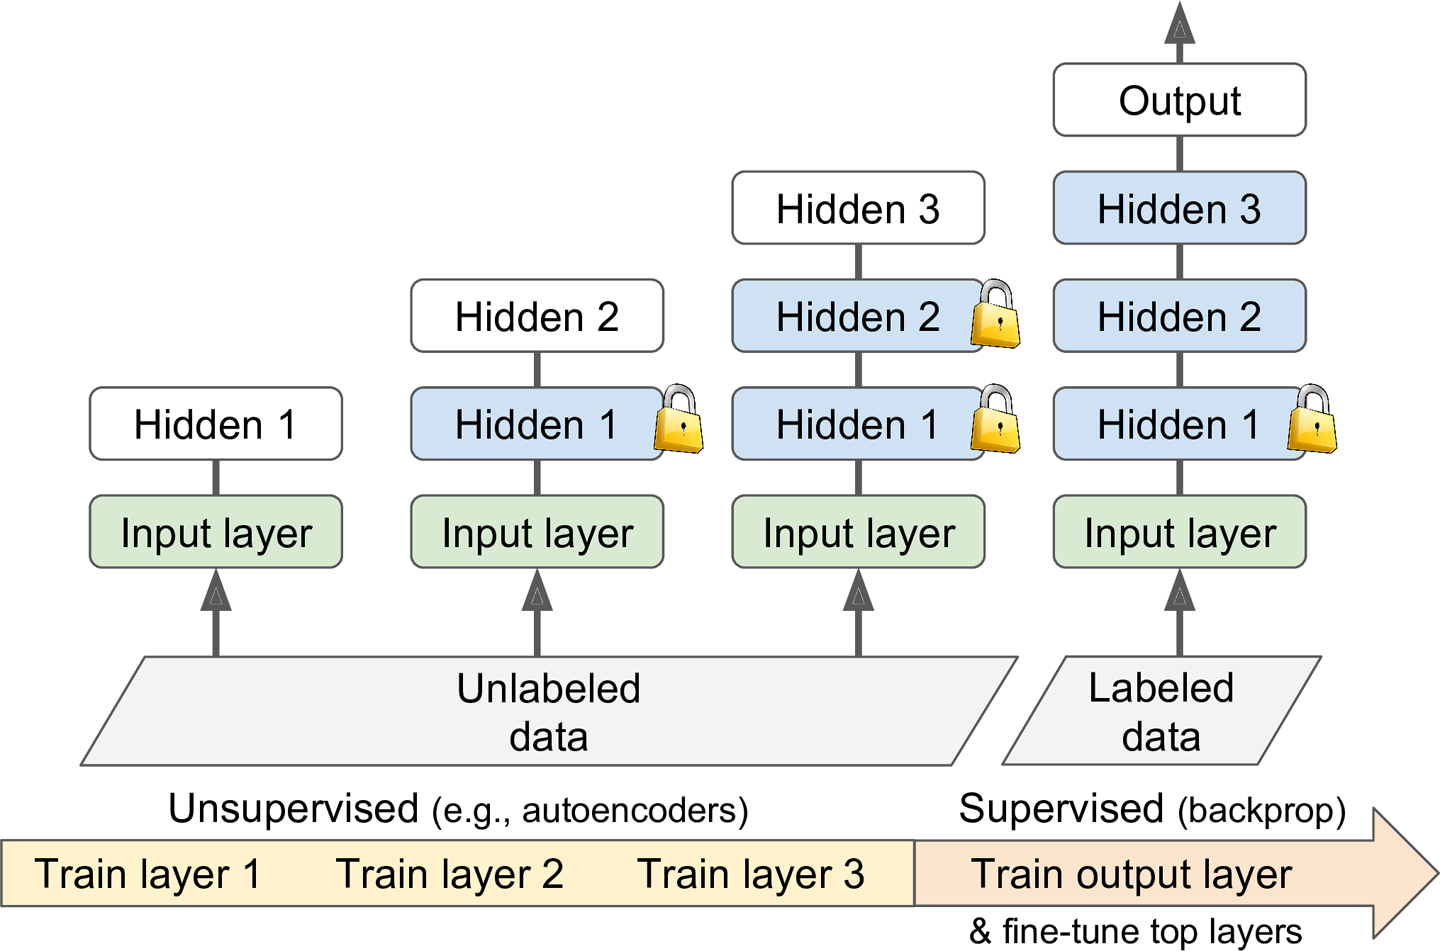 Output
Hidden 3
Hidden 3
Hidden 2
Hidden 2
Hidden 2
Hidden 1
Hidden 1
Hidden 1
Hidden 1
Input layer
Input layer
Input layer
Input layer
Unlabeled
data
Labeled
data
Unsupervised (e.g., autoencoders)
Supervised (backprop)
Train layer 1
Train layer 2
Train layer 3
Train output layer
& fine-tune top layers